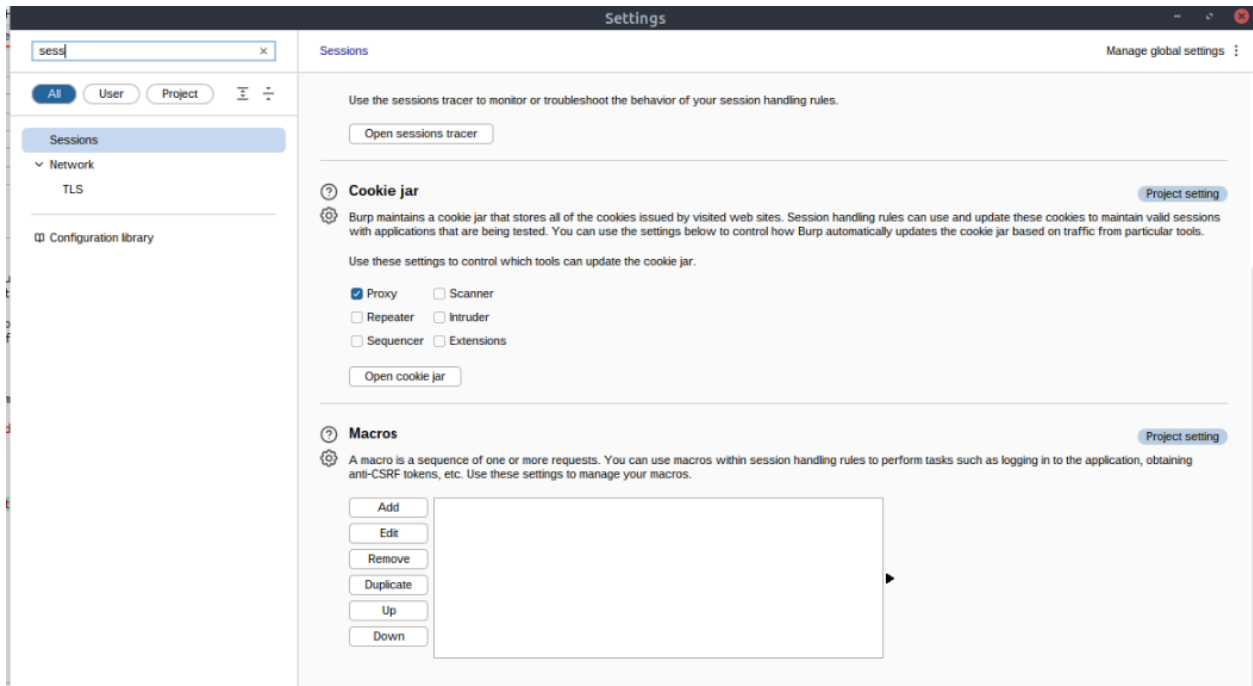 Settings
sess
All User Project
Sessions
Network
TLS
Configuration library
Sessions
Manage global settings
Use the sessions tracer to monitor or troubleshoot the behavior of your session handling rules.
Open sessions tracer
Cookie jar
Project setting
Burp maintains a cookie jar that stores all of the cookies issued by visited web sites. Session handling rules can use and update these cookies to maintain valid sessions
with applications that are being tested. You can use the settings below to control how Burp automatically updates the cookie jar based on traffic from particular tools.
Use these settings to control which tools can update the cookie jar.
Proxy Scanner
Repeater Intruder
Sequencer Extensions
Open cookie jar
Macros
Project setting
A macro is a sequence of one or more requests. You can use macros within session handling rules to perform tasks such as logging in to the application, obtaining
anti-CSRF tokens, etc. Use these settings to manage your macros.
Add
Edit
Remove
Duplicate
Up
Down